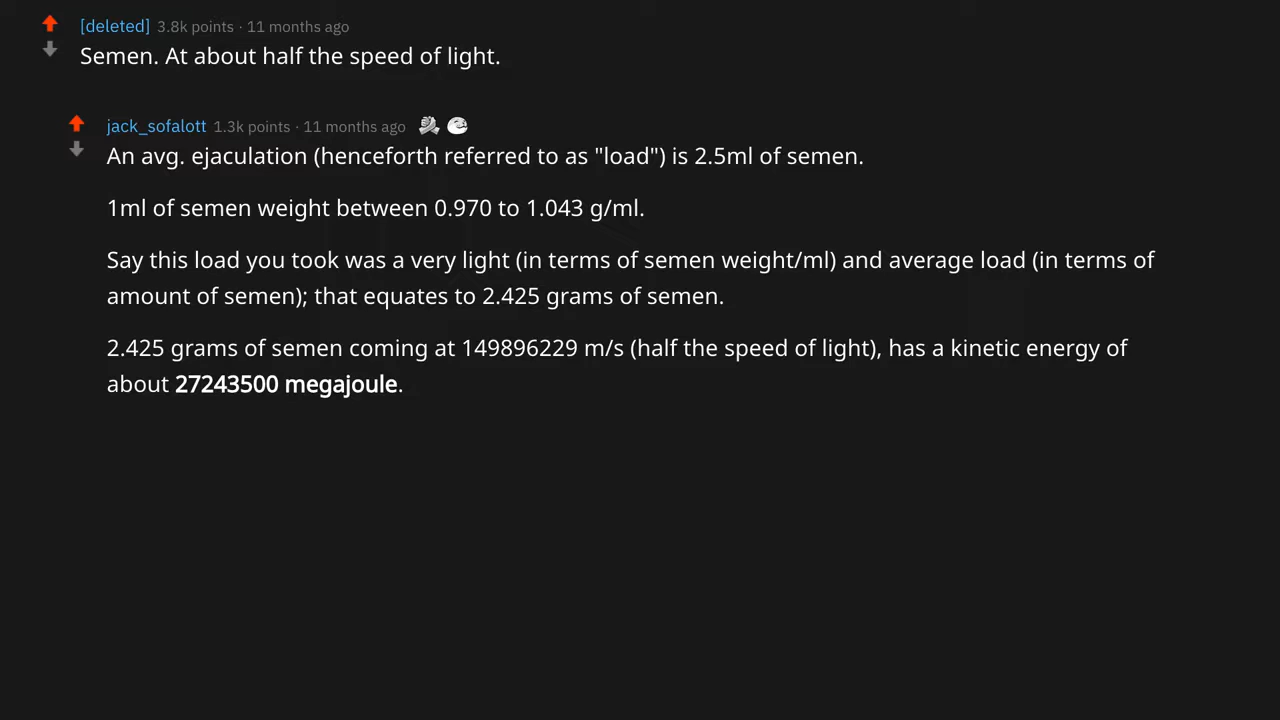 [deleted] 3.8k points · 11 months ago
Semen. At about half the speed of light.
jack_sofalott 1.3k points · 11 months ago
An avg. ejaculation (henceforth referred to as "load") is 2.5ml of semen.
1ml of semen weight between 0.970 to 1.043 g/ml.
Say this load you took was a very light (in terms of semen weight/ml) and average load (in terms of
amount of semen); that equates to 2.425 grams of semen.
2.425 grams of semen coming at 149896229 m/s (half the speed of light), has a kinetic energy of
about 27243500 megajoule.